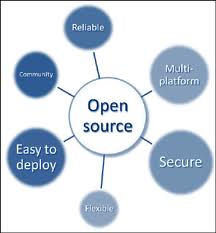 Reliable
Community
Multi-
platform
Open
source
Easy to
deploy
Secure
Flexible